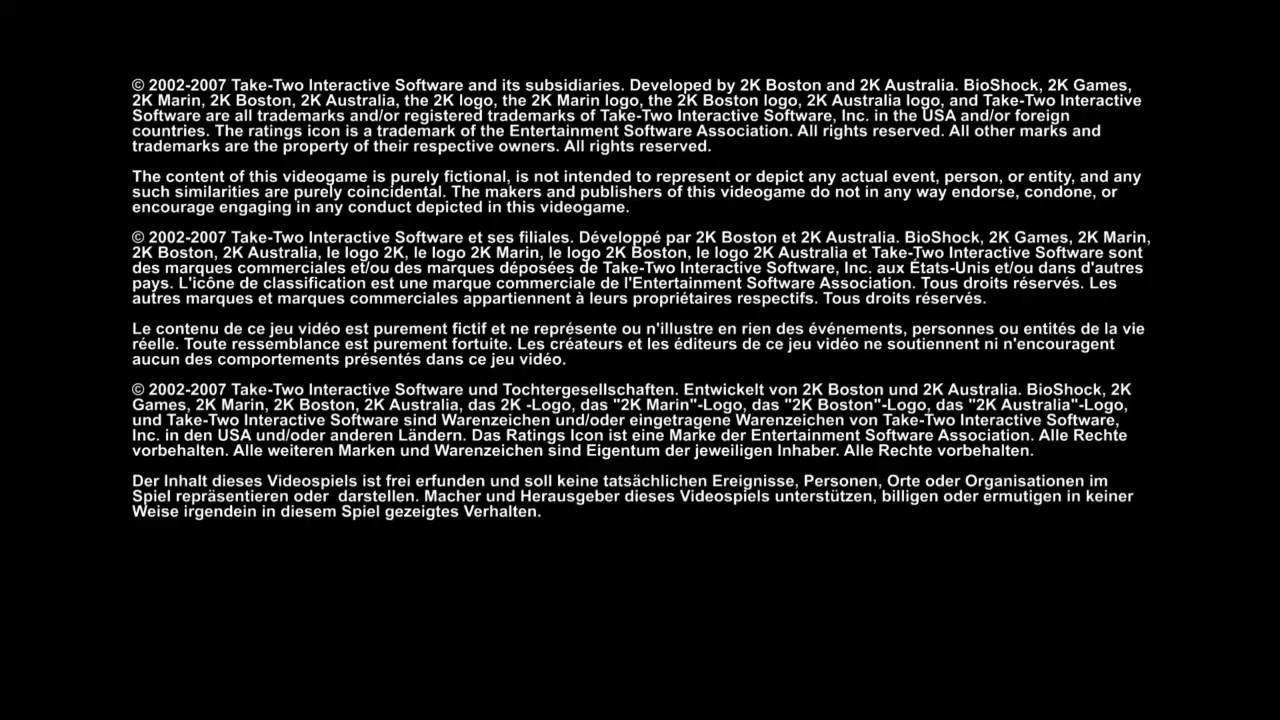 © 2002-2007 Take-Two Interactive Software and its subsidiaries. Developed by 2K Boston and 2K Australia. BioShock, 2K Games,
2K Marin, 2K Boston, 2K Australia, the 2K logo, the 2K Marin logo, the 2K Boston logo, 2K Australia logo, and Take-Two Interactive
Software are all trademarks and/or registered trademarks of Take-Two Interactive Software, Inc. in the USA and/or foreign
countries. The ratings icon is a trademark of the Entertainment Software Association. All rights reserved. All other marks and
trademarks are the property of their respective owners. All rights reserved.
The content of this videogame is purely fictional, is not intended to represent or depict any actual event, person, or entity, and any
such similarities are purely coincidental. The makers and publishers of this videogame do not in any way endorse, condone, or
encourage engaging in any conduct depicted in this videogame.
© 2002-2007 Take-Two Interactive Software et ses filiales. Développé par 2K Boston et 2K Australia. BioShock, 2K Games, 2K Marin,
2K Boston, 2K Australia, le logo 2K, le logo 2K Marin, le logo 2K Boston, le logo 2K Australia et Take-Two Interactive Software sont
des marques commerciales et/ou des marques déposées de Take-Two Interactive Software, Inc. aux États-Unis et/ou dans d'autres
pays. L'icône de classification est une marque commerciale de l'Entertainment Software Association. Tous droits réservés. Les
autres marques et marques commerciales appartiennent à leurs propriétaires respectifs. Tous droits réservés.
Le contenu de ce jeu vidéo est purement fictif et ne représente ou n'illustre en rien des événements, personnes ou entités de la vie
réelle. Toute ressemblance est purement fortuite. Les créateurs et les éditeurs de ce jeu vidéo ne soutiennent ni n'encouragent
aucun des comportements présentés dans ce jeu vidéo.
© 2002-2007 Take-Two Interactive Software und Tochtergesellschaften. Entwickelt von 2K Boston und 2K Australia. BioShock, 2K
Games, 2K Marin, 2K Boston, 2K Australia, das 2K -Logo, das "2K Marin"-Logo, das "2K Boston"-Logo, das "2K Australia"-Logo,
und Take-Two Interactive Software sind Warenzeichen und/oder eingetragene Warenzeichen von Take-Two Interactive Software,
Inc. in den USA und/oder anderen Ländern. Das Ratings Icon ist eine Marke der Entertainment Software Association. Alle Rechte
vorbehalten. Alle weiteren Marken und Warenzeichen sind Eigentum der jeweiligen Inhaber. Alle Rechte vorbehalten.
Der Inhalt dieses Videospiels ist frei erfunden und soll keine tatsächlichen Ereignisse, Personen, Orte oder Organisationen im
Spiel repräsentieren oder  darstellen. Macher und Herausgeber dieses Videospiels unterstützen, billigen oder ermutigen in keiner
Weise irgendein in diesem Spiel gezeigtes Verhalten.